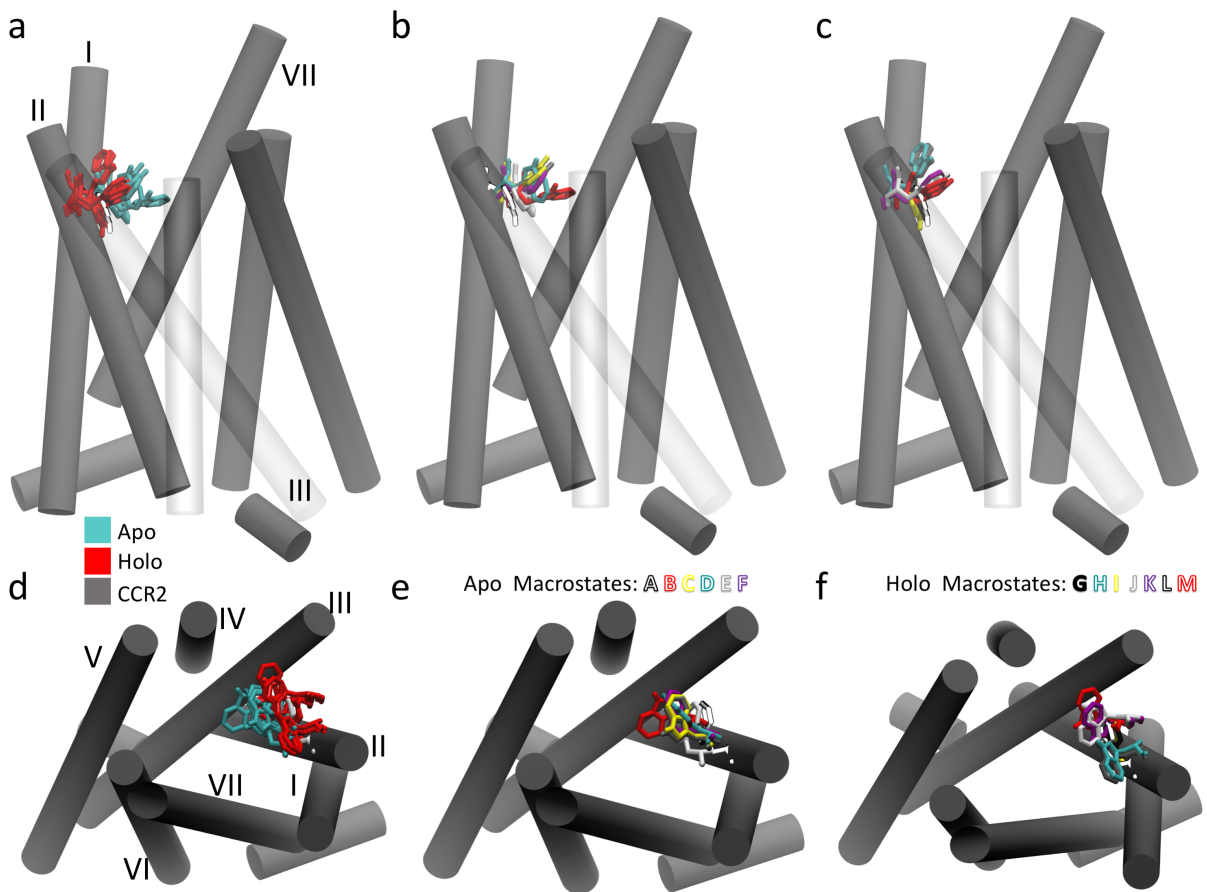 a
b
c
I
VII
II
III
Apo
Holo
CCR2
Apo Macrostates: A B C D E F
Holo Macrostates: G H I J K L M
d
e
f
IV
III
V
II
VII
I
VI